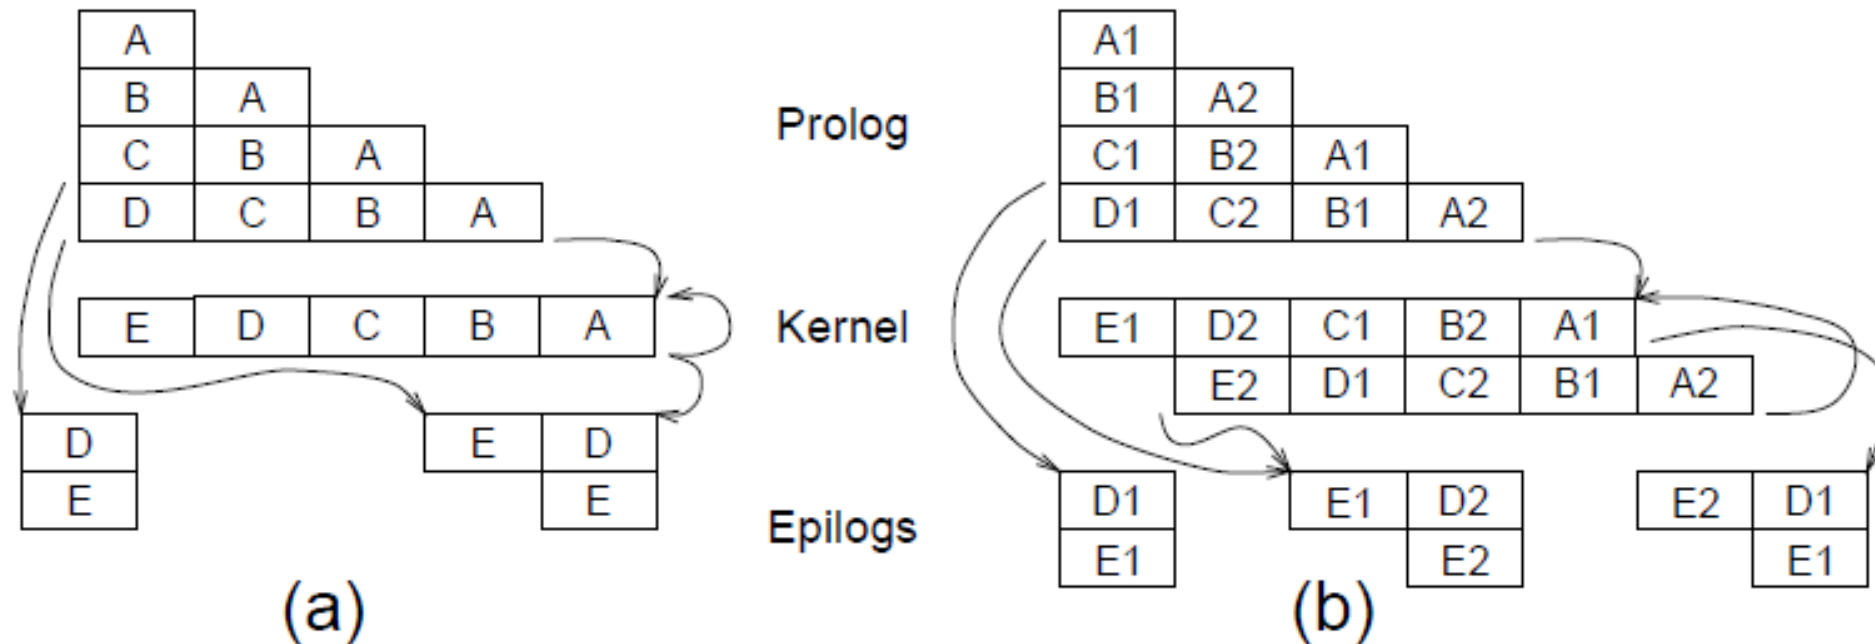 A
B A
C B A
D C B A
E D C B A
D
E
E D
E
(a)
Prolog
Kernel
Epilogs
A1
B1 A2
C1 B2 A1
D1 C2 B1 A2
E1 D2 C1 B2 A1
E2 D1 C2 B1 A2
D1
E1
E1 D2
E2
E2 D1
E1
(b)